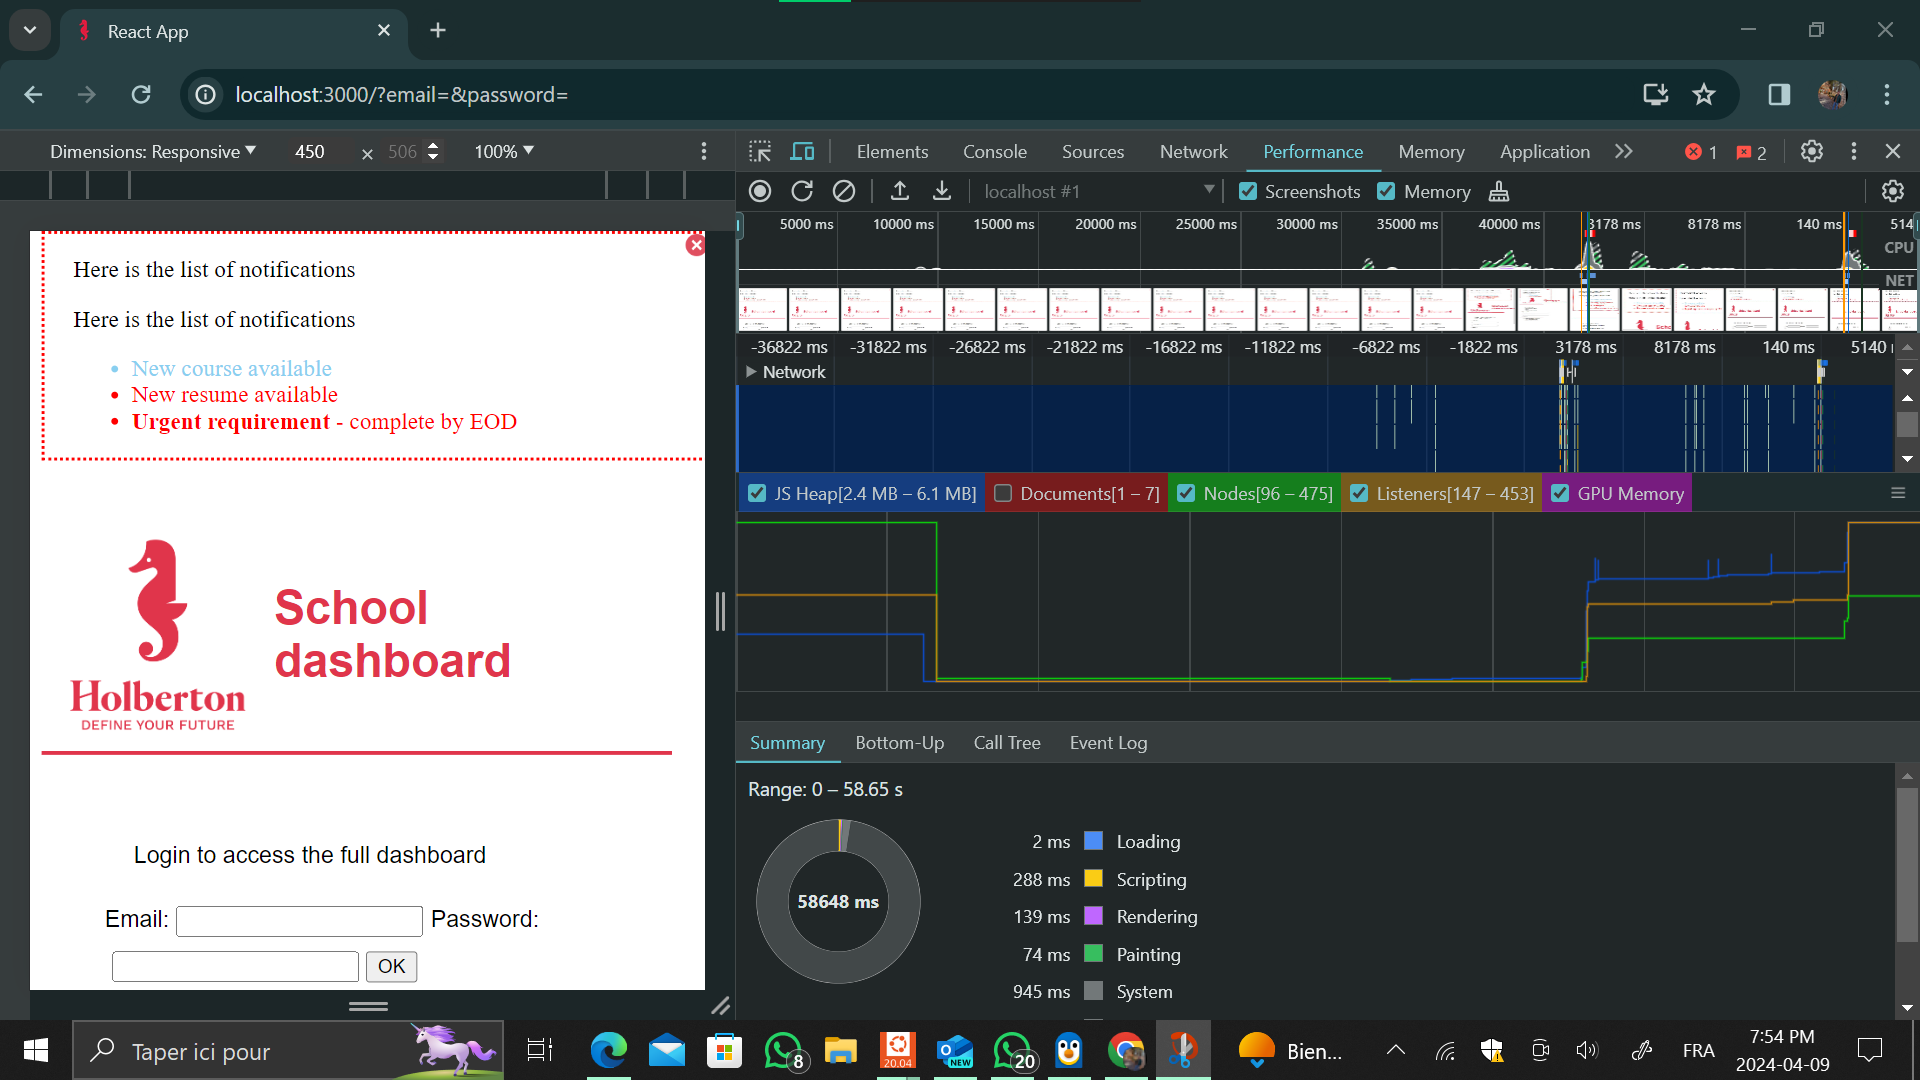 React App
localhost:3000/?email=&password=
Dimensions: Responsive 450 × 506 100%
Elements Console Sources Network Performance Memory Application 1 2
localhost #1 Screenshots Memory
5000 ms 10000 ms 15000 ms 20000 ms 25000 ms 30000 ms 35000 ms 40000 ms 3178 ms 8178 ms 140 ms 514
CPU
NET
-36822 ms -31822 ms -26822 ms -21822 ms -16822 ms -11822 ms -6822 ms -1822 ms 3178 ms 8178 ms 140 ms 5140
Network
JS Heap[2.4 MB – 6.1 MB] Documents[1 – 7] Nodes[96 – 475] Listeners[147 – 453] GPU Memory
Summary Bottom-Up Call Tree Event Log
Range: 0 – 58.65 s
58648 ms
2 ms Loading
288 ms Scripting
139 ms Rendering
74 ms Painting
945 ms System
Here is the list of notifications
Here is the list of notifications
New course available
New resume available
Urgent requirement - complete by EOD
Holberton
DEFINE YOUR FUTURE
School
dashboard
Login to access the full dashboard
Email: Password:
OK
Taper ici pour
8
20.04
NEW
20
Bien...
FRA
7:54 PM
2024-04-09